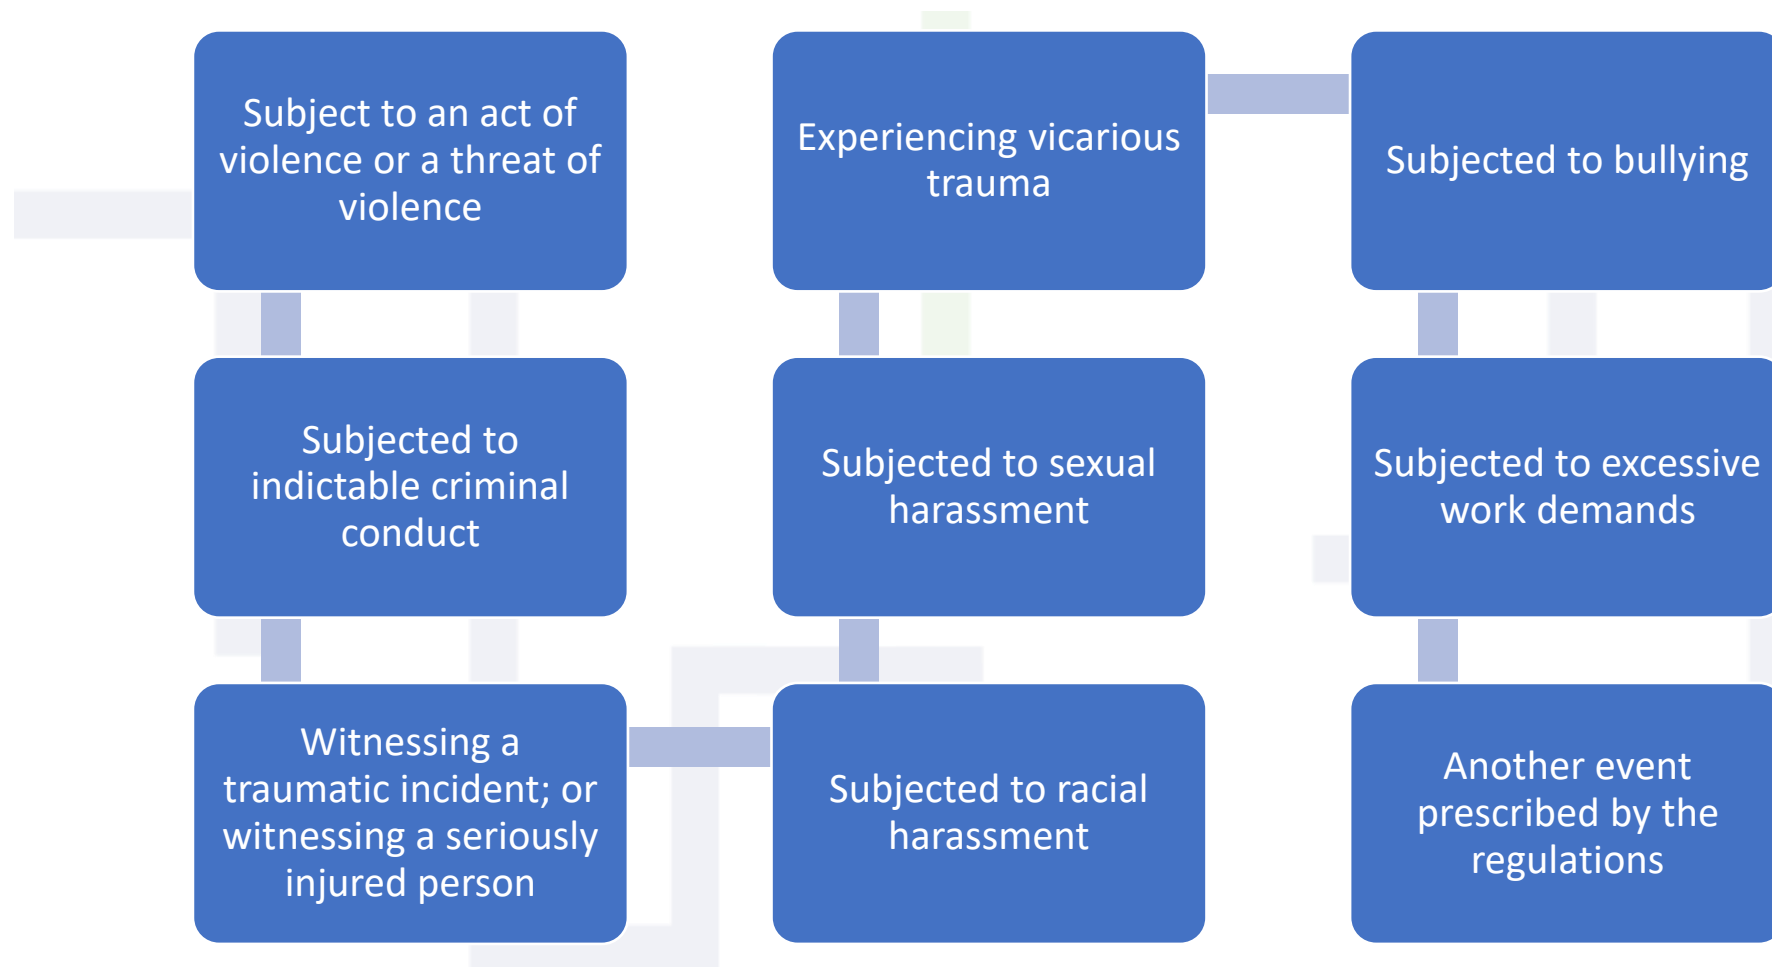 Subject to an act of
violence or a threat of
violence
Subjected to
indictable criminal
conduct
Witnessing a
traumatic incident; or
witnessing a seriously
injured person
Subjected to racial
harassment
Subjected to sexual
harassment
Experiencing vicarious
trauma
Subjected to bullying
Subjected to excessive
work demands
Another event
prescribed by the
regulations